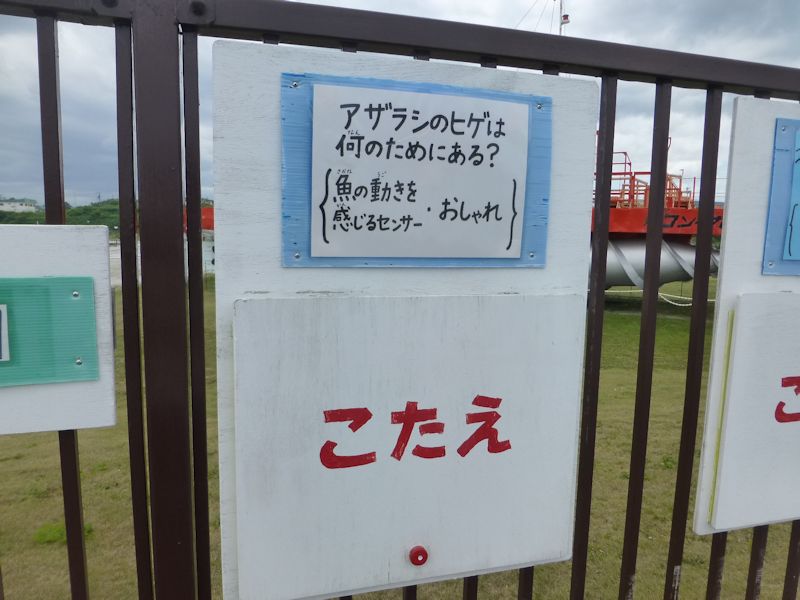 アザラシのヒゲは
何のためにある?
魚の動きを
感じるセンサー・おしゃれ
こたえ